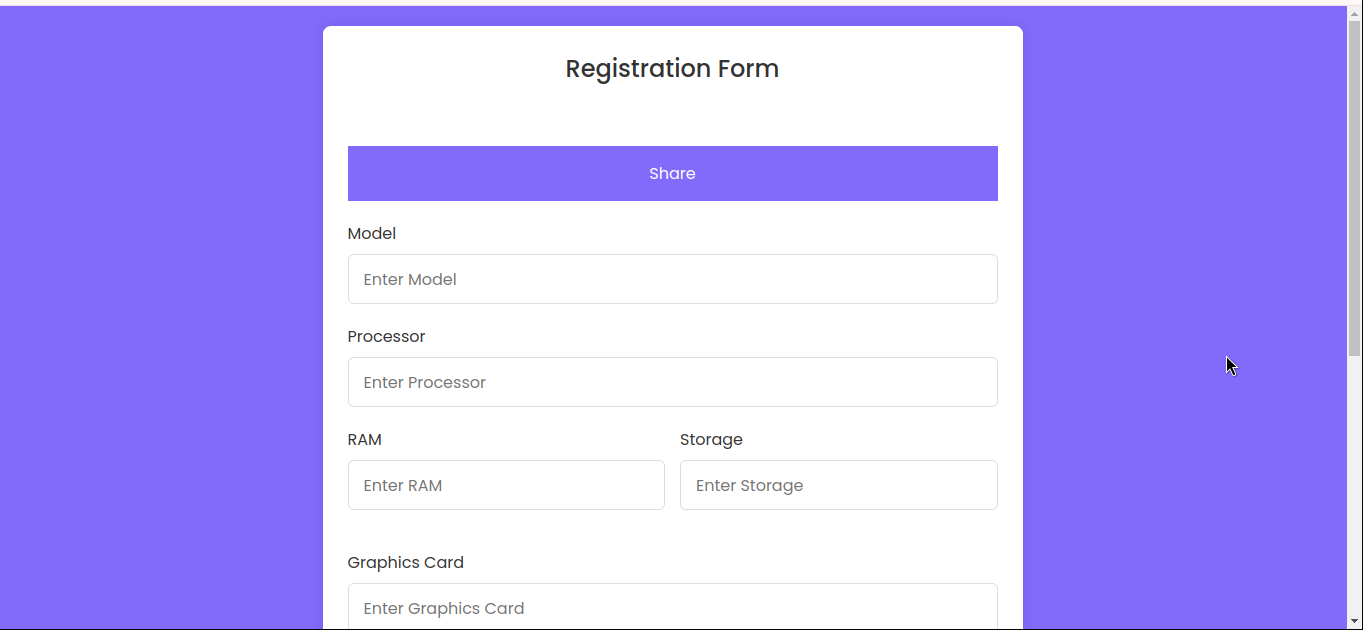 Registration Form
Share
Model
Enter Model
Processor
Enter Processor
RAM Storage
Enter RAM Enter Storage
Graphics Card
Enter Graphics Card